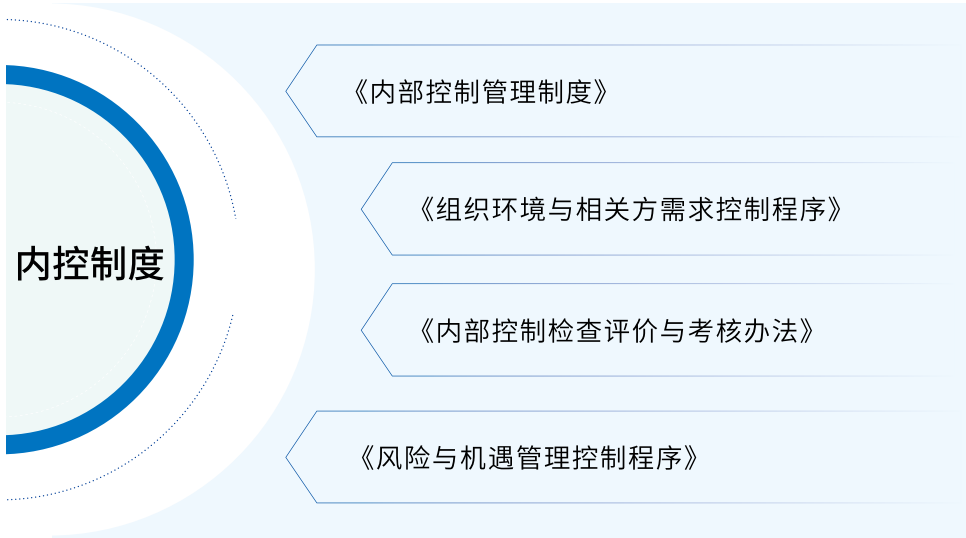 内控制度
《内部控制管理制度》
《组织环境与相关方需求控制程序》
《内部控制检查评价与考核办法》
《风险与机遇管理控制程序》